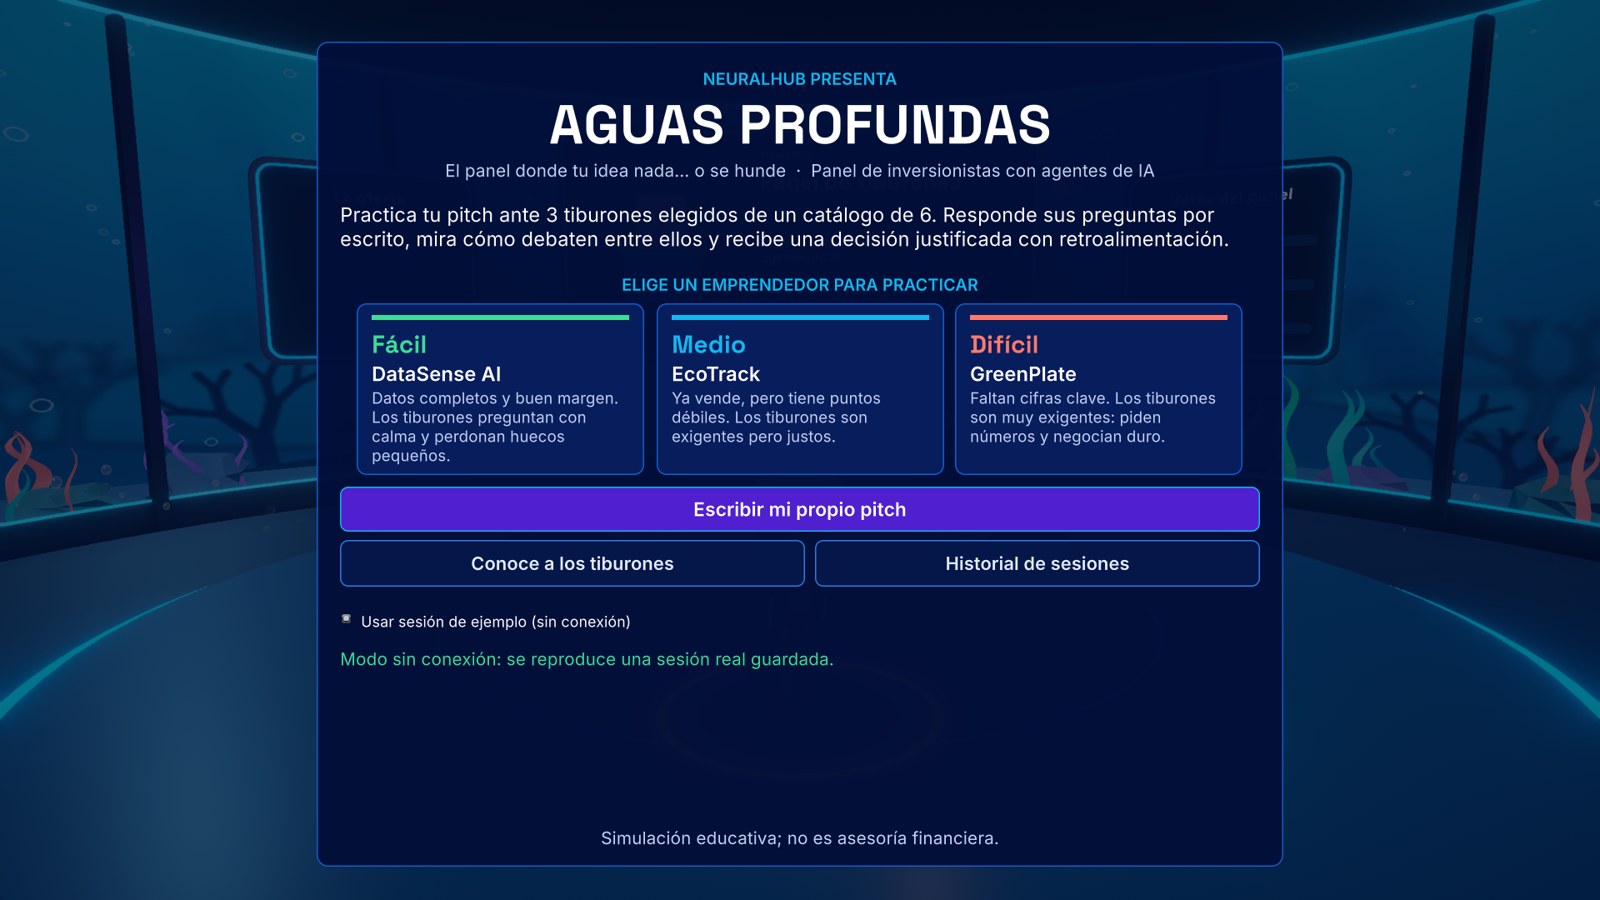 NEURALHUB PRESENTA
AGUAS PROFUNDAS
El panel donde tu idea nada... o se hunde · Panel de inversionistas con agentes de IA
Practica tu pitch ante 3 tiburones elegidos de un catálogo de 6. Responde sus preguntas por
escrito, mira cómo debaten entre ellos y recibe una decisión justificada con retroalimentación.
ELIGE UN EMPRENDEDOR PARA PRACTICAR
Fácil
DataSense AI
Datos completos y buen margen.
Los tiburones preguntan con
calma y perdonan huecos
pequeños.
Medio
EcoTrack
Ya vende, pero tiene puntos
débiles. Los tiburones son
exigentes pero justos.
Difícil
GreenPlate
Faltan cifras clave. Los tiburones
son muy exigentes: piden
números y negocian duro.
Escribir mi propio pitch
Conoce a los tiburones
Historial de sesiones
Usar sesión de ejemplo (sin conexión)
Modo sin conexión: se reproduce una sesión real guardada.
Simulación educativa; no es asesoría financiera.